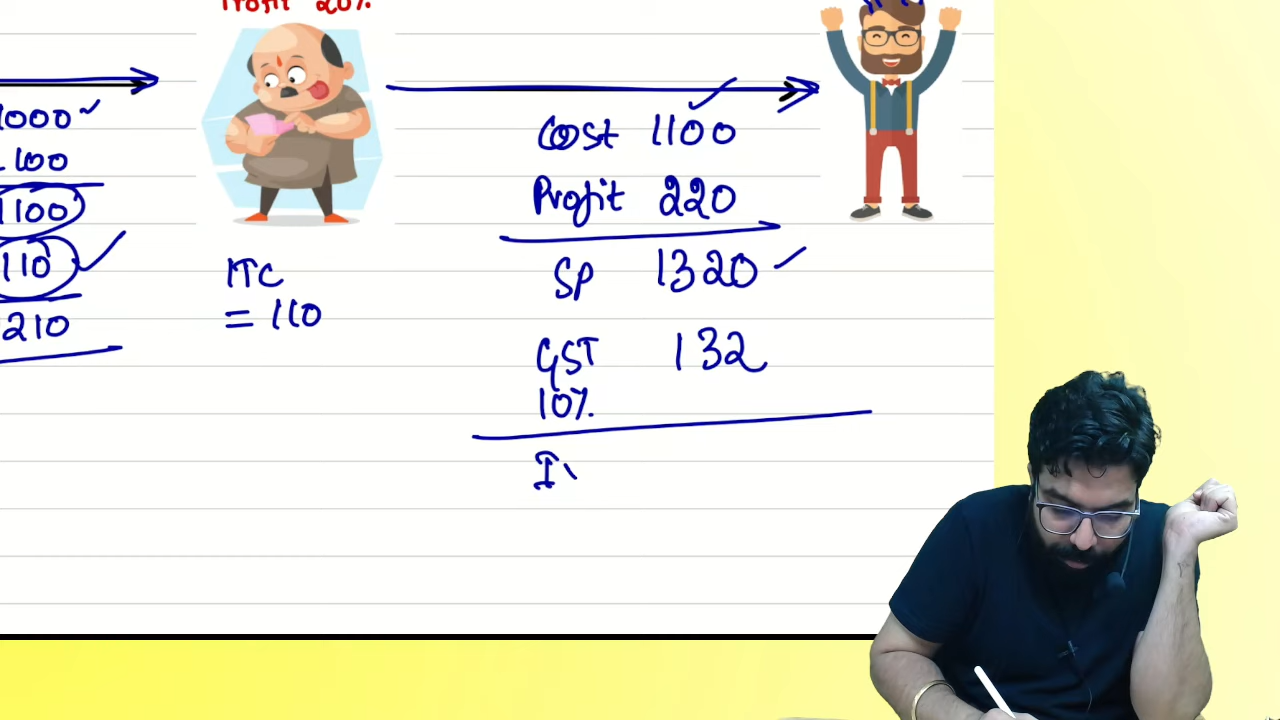 Profit 20%
1000
100
1100
110
210
ITC
= 110
Cost 1100
Profit 220
SP 1320
GST 132
10%